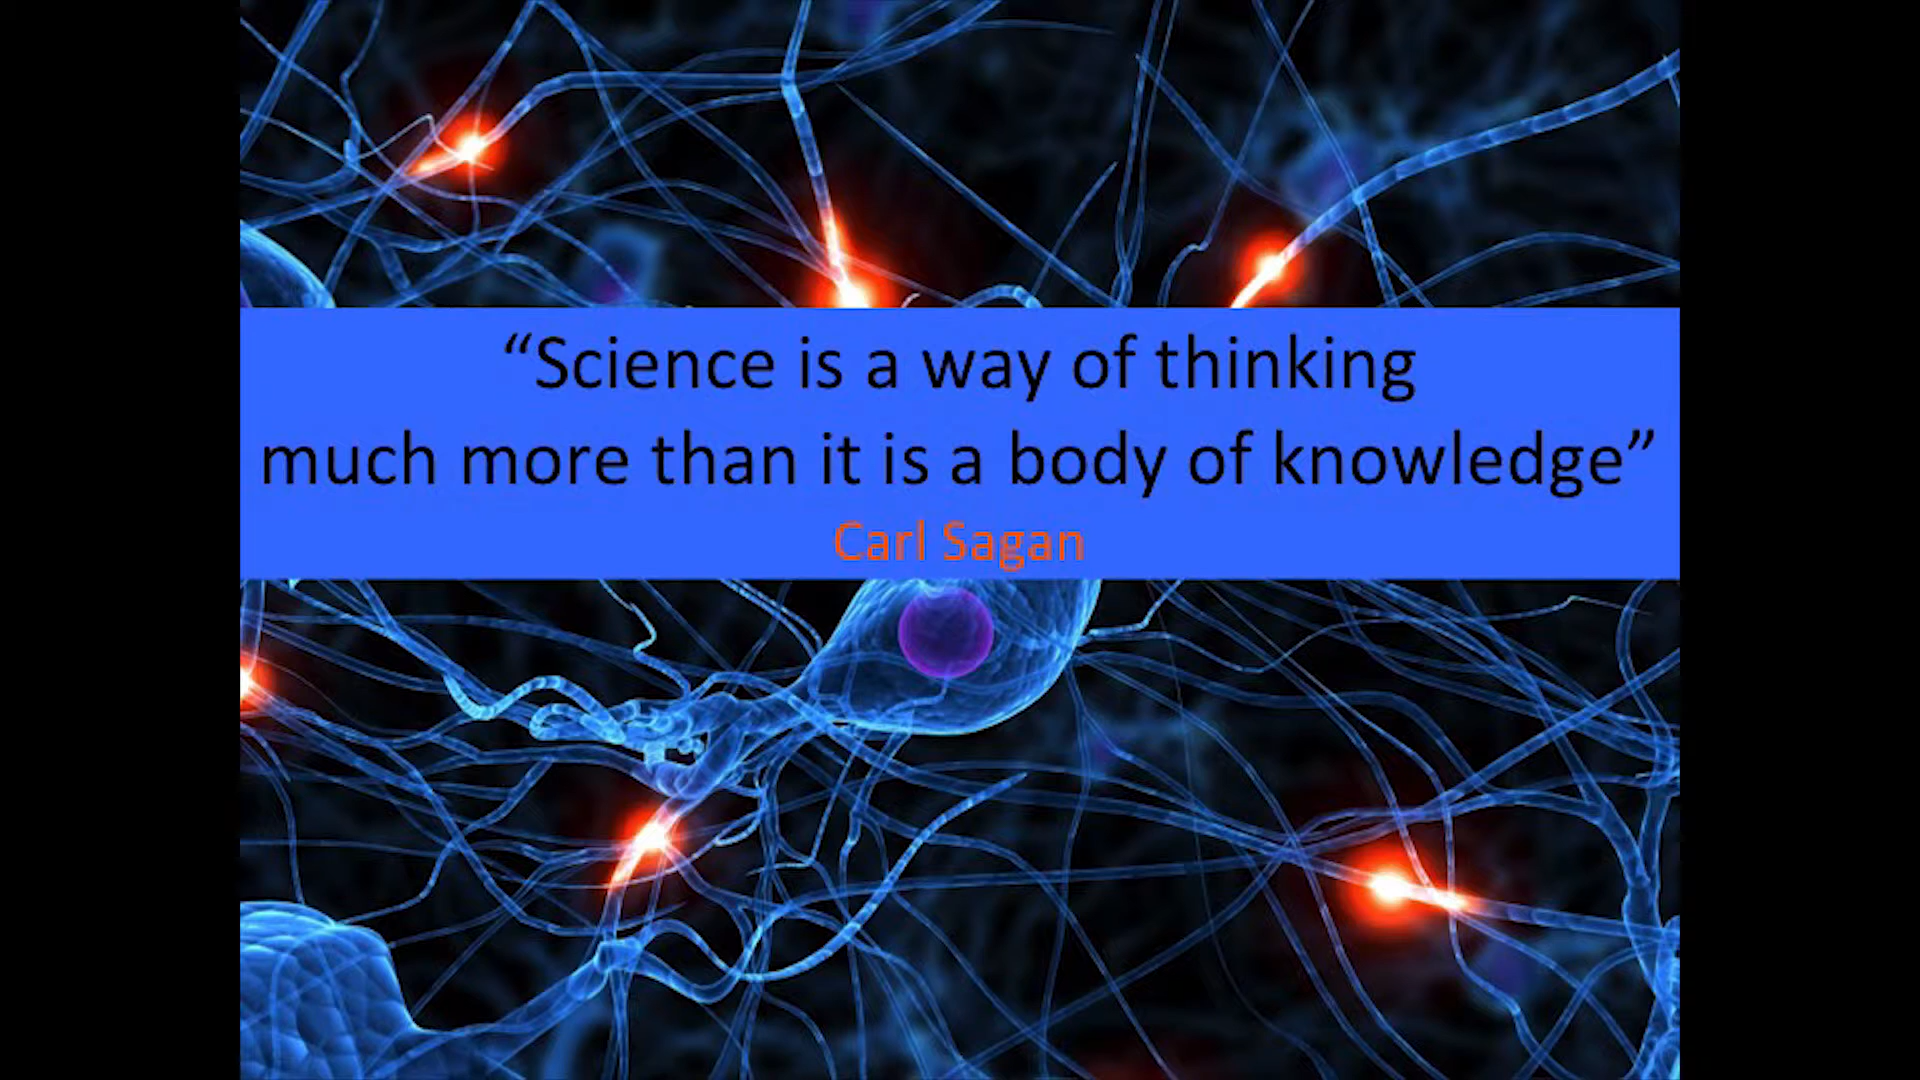 “Science is a way of thinking
much more than it is a body of knowledge”
Carl Sagan